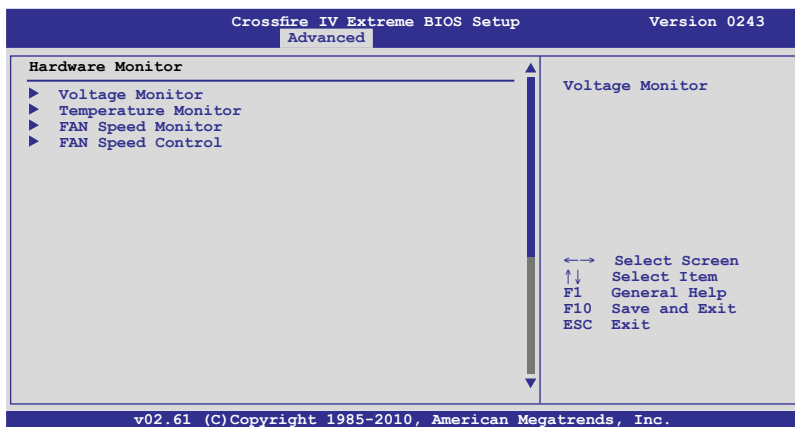 Crossfire IV Extreme BIOS Setup Version 0243
Advanced
Hardware Monitor
Voltage Monitor
Temperature Monitor
FAN Speed Monitor
FAN Speed Control
Voltage Monitor
←→ Select Screen
↑↓ Select Item
F1 General Help
F10 Save and Exit
ESC Exit
v02.61 (C)Copyright 1985-2010, American Megatrends, Inc.